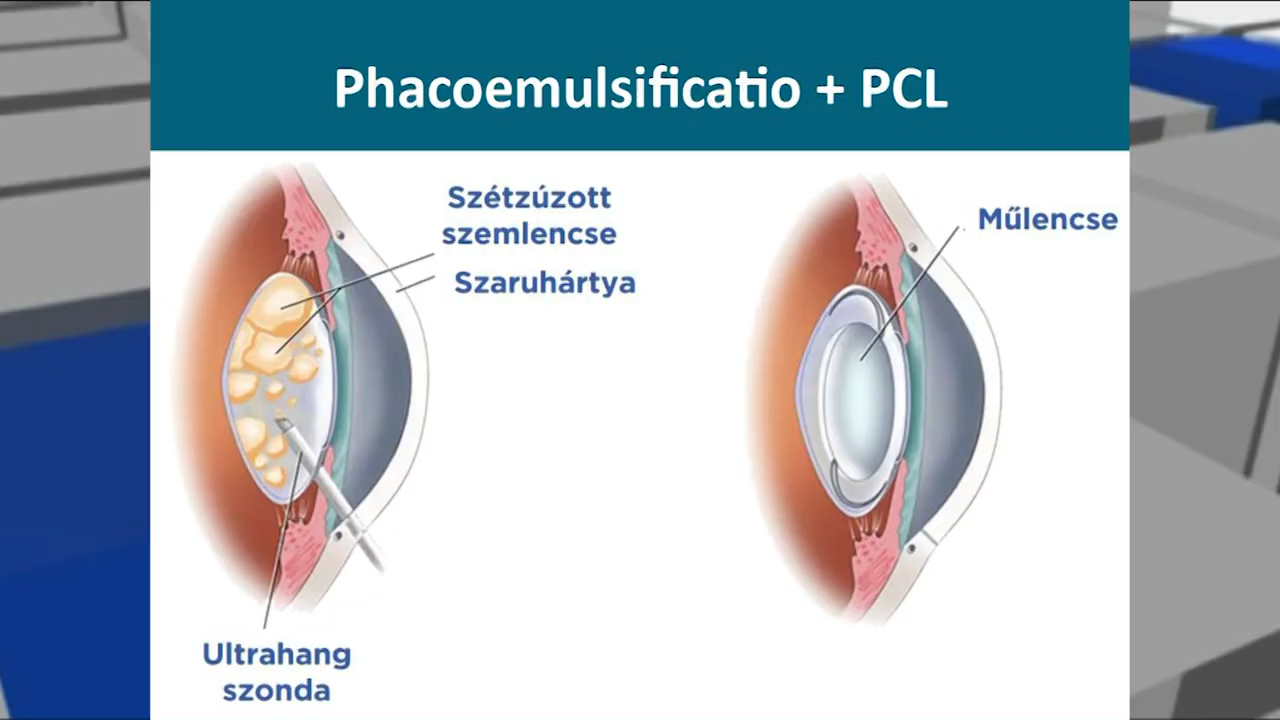 Phacoemulsificatio + PCL
Szétzúzott
szemlencse
Szaruhártya
Műlencse
Ultrahang
szonda